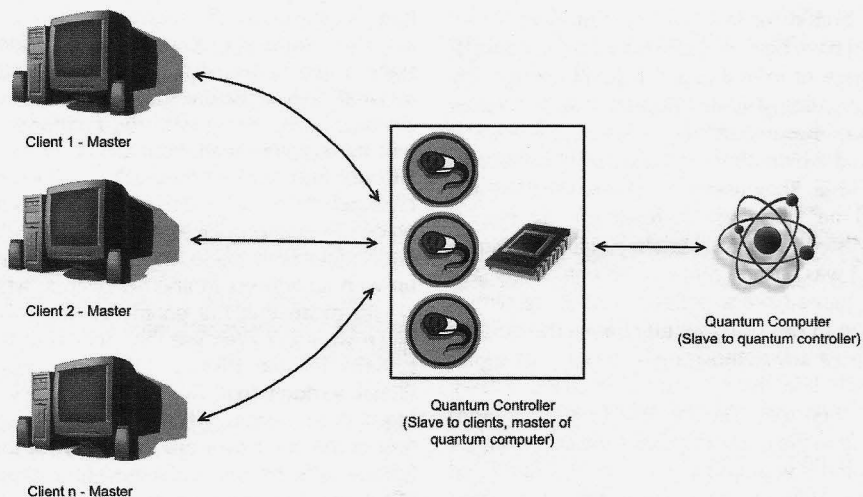 Client 1 - Master
Client 2 - Master
Client n - Master
Quantum Controller
(Slave to clients, master of
quantum computer)
Quantum Computer
(Slave to quantum controller)